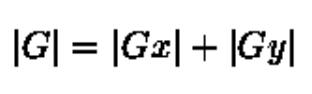 |G| = |Gx| + |Gy|